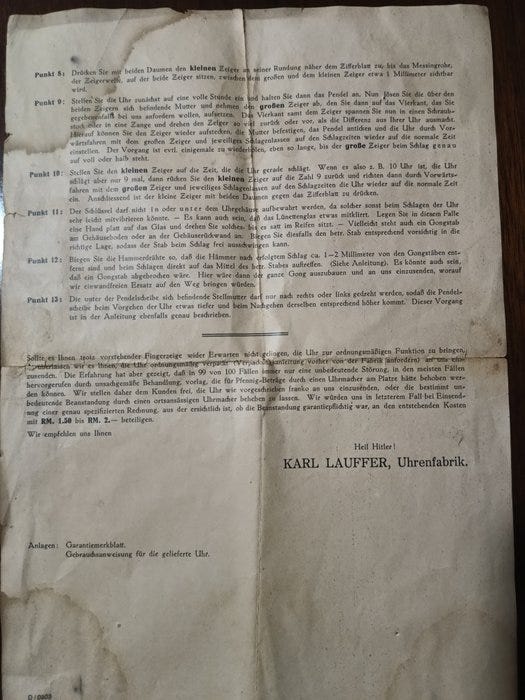 Punkt 8: Drücken Sie mit beiden Daumen den kleinen Zeiger an seiner Rundung näher dem Zifferblatt zu, bis das Messingrohr,
der Zeigerwelle, auf der beide Zeiger sitzen, zwischen dem großen und dem kleinen Zeiger etwa 1 Millimeter sichtbar
wird.
Punkt 9: Stellen Sie die Uhr zunächst auf eine volle Stunde ein und halten Sie dann das Pendel an. Nun lösen Sie die über den
beiden Zeigern sich befindende Mutter und nehmen den großen Zeiger ab, den Sie dann auf das Vierkant, das Sie
gegebenenfalls bei uns anfordern wollen, aufsetzen. Das Vierkant samt dem Zeiger spannen Sie nun in einen Schraub-
stock oder in eine Zange und drehen den Zeiger so viel zurück oder vor, als die Differenz aus Ihrer Uhr ausmacht.
Hierauf können Sie den Zeiger wieder aufstecken, die Mutter befestigen, das Pendel anticken und die Uhr durch Vor-
wärtsfahren mit dem großen Zeiger und jeweiliges Schlagenlassen auf den Schlagzeiten wieder auf die normale Zeit
einstellen. Der Vorgang ist evtl. einigemale zu wiederholen, eben so lange, bis der große Zeiger beim Schlag genau
auf voll oder halb steht.
Punkt 10: Stellen Sie den kleinen Zeiger auf die Zeit, die die Uhr gerade schlägt. Wenn es also z. B. 10 Uhr ist, die Uhr
schlägt aber nur 9 mal, dann rücken Sie den kleinen Zeiger auf die Zahl 9 zurück und richten dann durch Vorwärts-
fahren mit dem großen Zeiger und jeweiliges Schlagenlassen auf den Schlagzeiten die Uhr wieder auf die normale Zeit
ein. Anschliessend ist der kleine Zeiger mit beiden Daumen gegen das Zifferblatt zu drücken.
Punkt 11: Der Schlüssel darf nicht in oder unter dem Uhrgehäuse aufbewahrt werden, da solcher sonst beim Schlagen der Uhr
sehr leicht mitvibrieren könnte. — Es kann auch sein, daß das Lünettenglas etwas mitklirrt. Legen Sie in diesem Falle
eine Hand platt auf das Glas und drehen Sie solches, bis es satt im Reifen sitzt. — Vielleicht steht auch ein Gongstab
am Gehäuseboden oder an der Gehäuserückwand an. Biegen Sie diesfalls den betr. Stab entsprechend vorsichtig in die
richtige Lage, sodass der Stab beim Schlag frei ausschwingen kann.
Punkt 12: Biegen Sie die Hammerdrähte so, daß die Hämmer nach erfolgtem Schlag ca. 1—2 Millimeter von den Gongstäben ent-
fernt sind und beim Schlagen direkt auf das Mittel des betr. Stabes auftreffen. (Siehe Anleitung). Es könnte auch sein,
daß ein Gongstab abgebrochen wäre. Hier wäre dann der ganze Gong auszubauen und an uns einzusenden, worauf
wir einwandfreien Ersatz auf den Weg bringen würden.
Punkt 13: Die unter der Pendelscheibe sich befindende Stellmutter darf nur nach rechts oder links gedreht werden, sodaß die Pendel-
scheibe beim Vorgehen der Uhr etwas tiefer und beim Nachgehen derselben entsprechend höher kommt. Dieser Vorgang
ist in der Anleitung ebenfalls genau beschrieben.
Sollte es Ihnen trotz vorstehender Fingerzeige wider Erwarten nicht gelingen, die Uhr zur ordnungsmäßigen Funktion zu bringen,
wir es Ihnen, die Uhr ordnungsmäßig verpackt (Verpackungsanleitung vorher von der Fabrik anfordern) an uns ein-
zusenden. Die Erfahrung hat aber gezeigt, daß in 99 von 100 Fällen immer nur eine unbedeutende Störung, in den meisten Fällen
hervorgerufen durch unsachgemäße Behandlung, vorlag, die für Pfennig-Beträge durch einen Uhrmacher am Platze hätte behoben wer-
den können. Wir stellen daher dem Kunden frei, die Uhr wie vorgeschrieben franko an uns einzusenden, oder die bestimmt un-
bedeutende Beanstandung durch einen ortsansässigen Uhrmacher beheben zu lassen. Wir würden uns in letzterem Fall bei Einsend-
ung einer genau spezifizierten Rechnung, aus der ersichtlich ist, ob die Beanstandung garantiepflichtig war, an den entstehenden Kosten
mit RM. 1.50 bis RM. 2.— beteiligen.
Wir empfehlen uns Ihnen
Heil Hitler!
KARL LAUFFER, Uhrenfabrik.
Anlagen: Garantiemerkblatt.
Gebrauchsanweisung für die gelieferte Uhr.